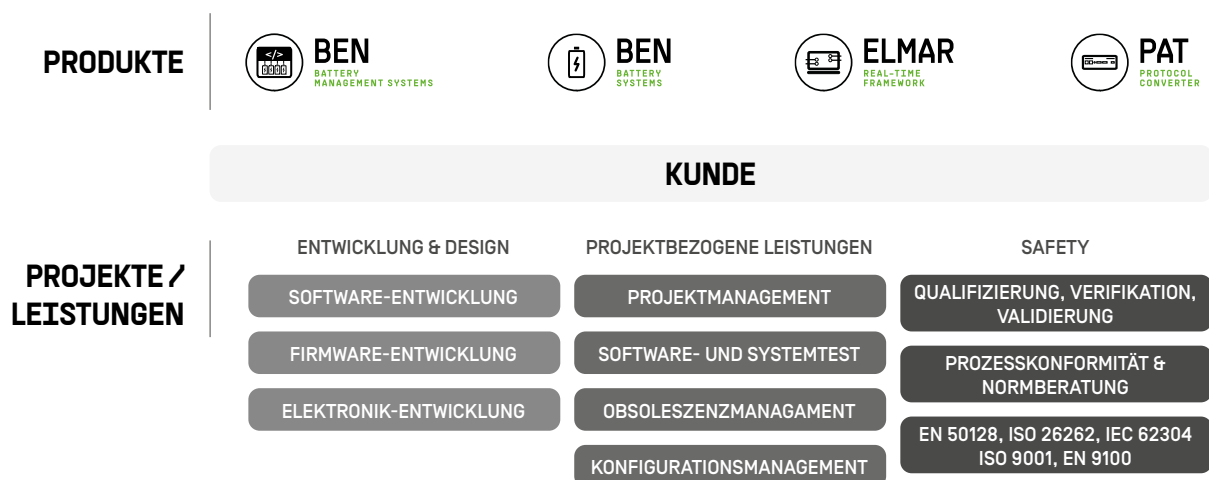 PRODUKTE
BEN
BATTERY
MANAGEMENT SYSTEMS
BEN
BATTERY
SYSTEMS
ELMAR
REAL-TIME
FRAMEWORK
PAT
PROTOCOL
CONVERTER
KUNDE
PROJEKTE /
LEISTUNGEN
ENTWICKLUNG & DESIGN
SOFTWARE-ENTWICKLUNG
FIRMWARE-ENTWICKLUNG
ELEKTRONIK-ENTWICKLUNG
PROJEKTBEZOGENE LEISTUNGEN
PROJEKTMANAGEMENT
SOFTWARE- UND SYSTEMTEST
OBSOLESZENZMANAGAMENT
KONFIGURATIONSMANAGEMENT
SAFETY
QUALIFIZIERUNG, VERIFIKATION,
VALIDIERUNG
PROZESSKONFORMITÄT &
NORMBERATUNG
EN 50128, ISO 26262, IEC 62304
ISO 9001, EN 9100